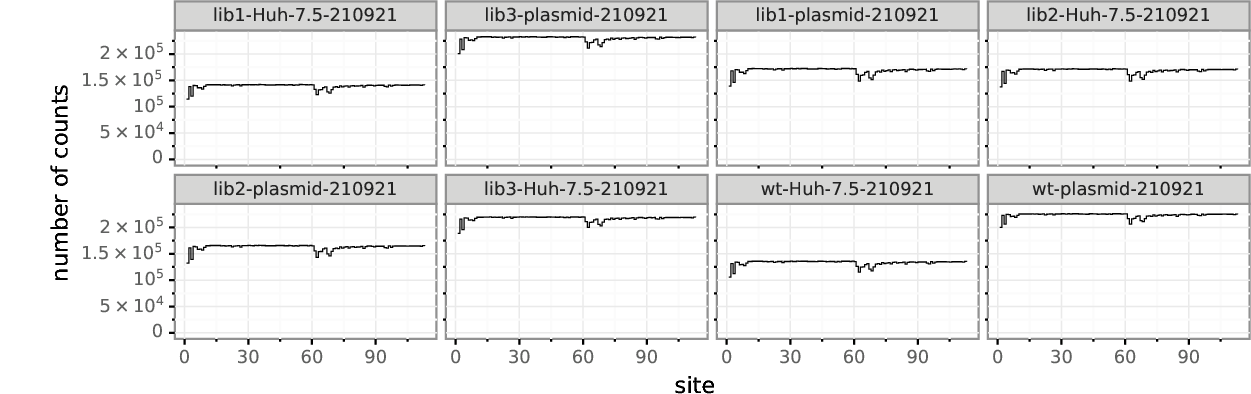 lib1-Huh-7.5-210921 lib3-plasmid-210921 lib1-plasmid-210921 lib2-Huh-7.5-210921
2 × 10⁵
1.5 × 10⁵
10⁵
5 × 10⁴
0
number of counts
lib2-plasmid-210921 lib3-Huh-7.5-210921 wt-Huh-7.5-210921 wt-plasmid-210921
2 × 10⁵
1.5 × 10⁵
10⁵
5 × 10⁴
0
0 30 60 90 0 30 60 90 0 30 60 90 0 30 60 90
site